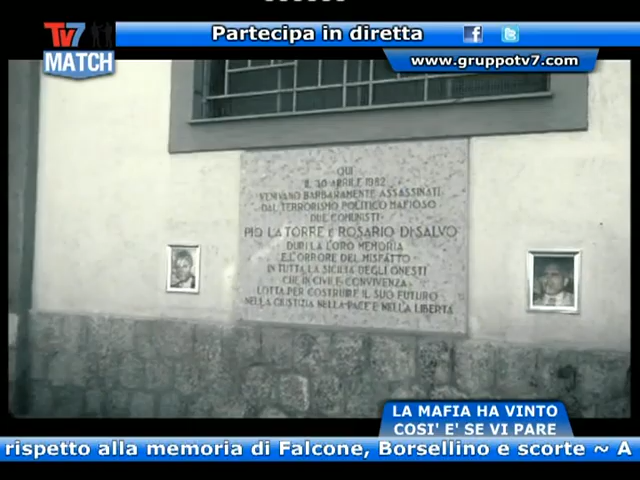 Tv7
MATCH
Partecipa in diretta
www.gruppotv7.com
QUI
IL 30 APRILE 1982
VENIVANO BARBARAMENTE ASSASSINATI
DAL TERRORISMO POLITICO MAFIOSO
DUE COMUNISTI
PIO LA TORRE E ROSARIO DI SALVO
DURI LA LORO MEMORIA
E L'ORRORE DEL MISFATTO
IN TUTTA LA SICILIA DEGLI ONESTI
CHE IN CIVILE CONVIVENZA
LOTTA PER COSTRUIRE IL SUO FUTURO
NELLA GIUSTIZIA NELLA PACE E NELLA LIBERTA
LA MAFIA HA VINTO
COSI' E' SE VI PARE
rispetto alla memoria di Falcone, Borsellino e scorte ~ A